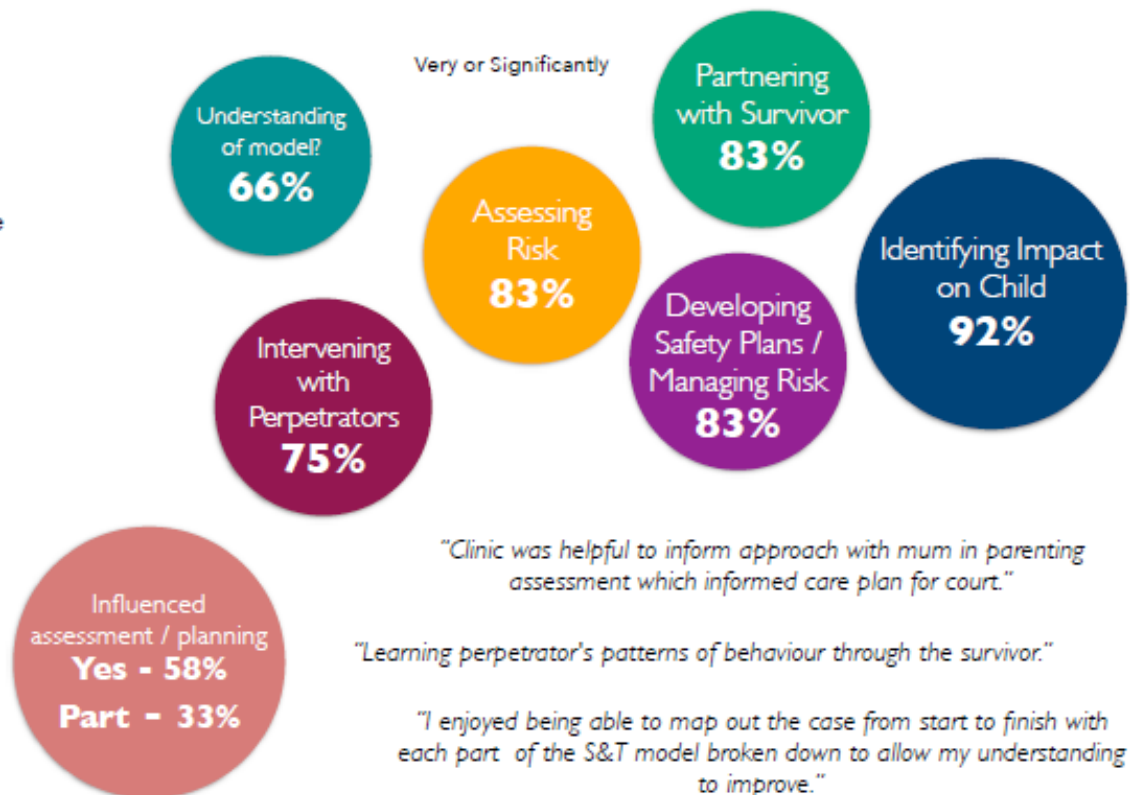 Very or Significantly
Understanding
of model?
66%
Partnering
with Survivor
83%
Assessing
Risk
83%
Identifying Impact
on Child
92%
Intervening
with
Perpetrators
75%
Developing
Safety Plans /
Managing Risk
83%
Influenced
assessment / planning
Yes - 58%
Part - 33%
"Clinic was helpful to inform approach with mum in parenting
assessment which informed care plan for court."
"Learning perpetrator's patterns of behaviour through the survivor."
"I enjoyed being able to map out the case from start to finish with
each part of the S&T model broken down to allow my understanding
to improve."